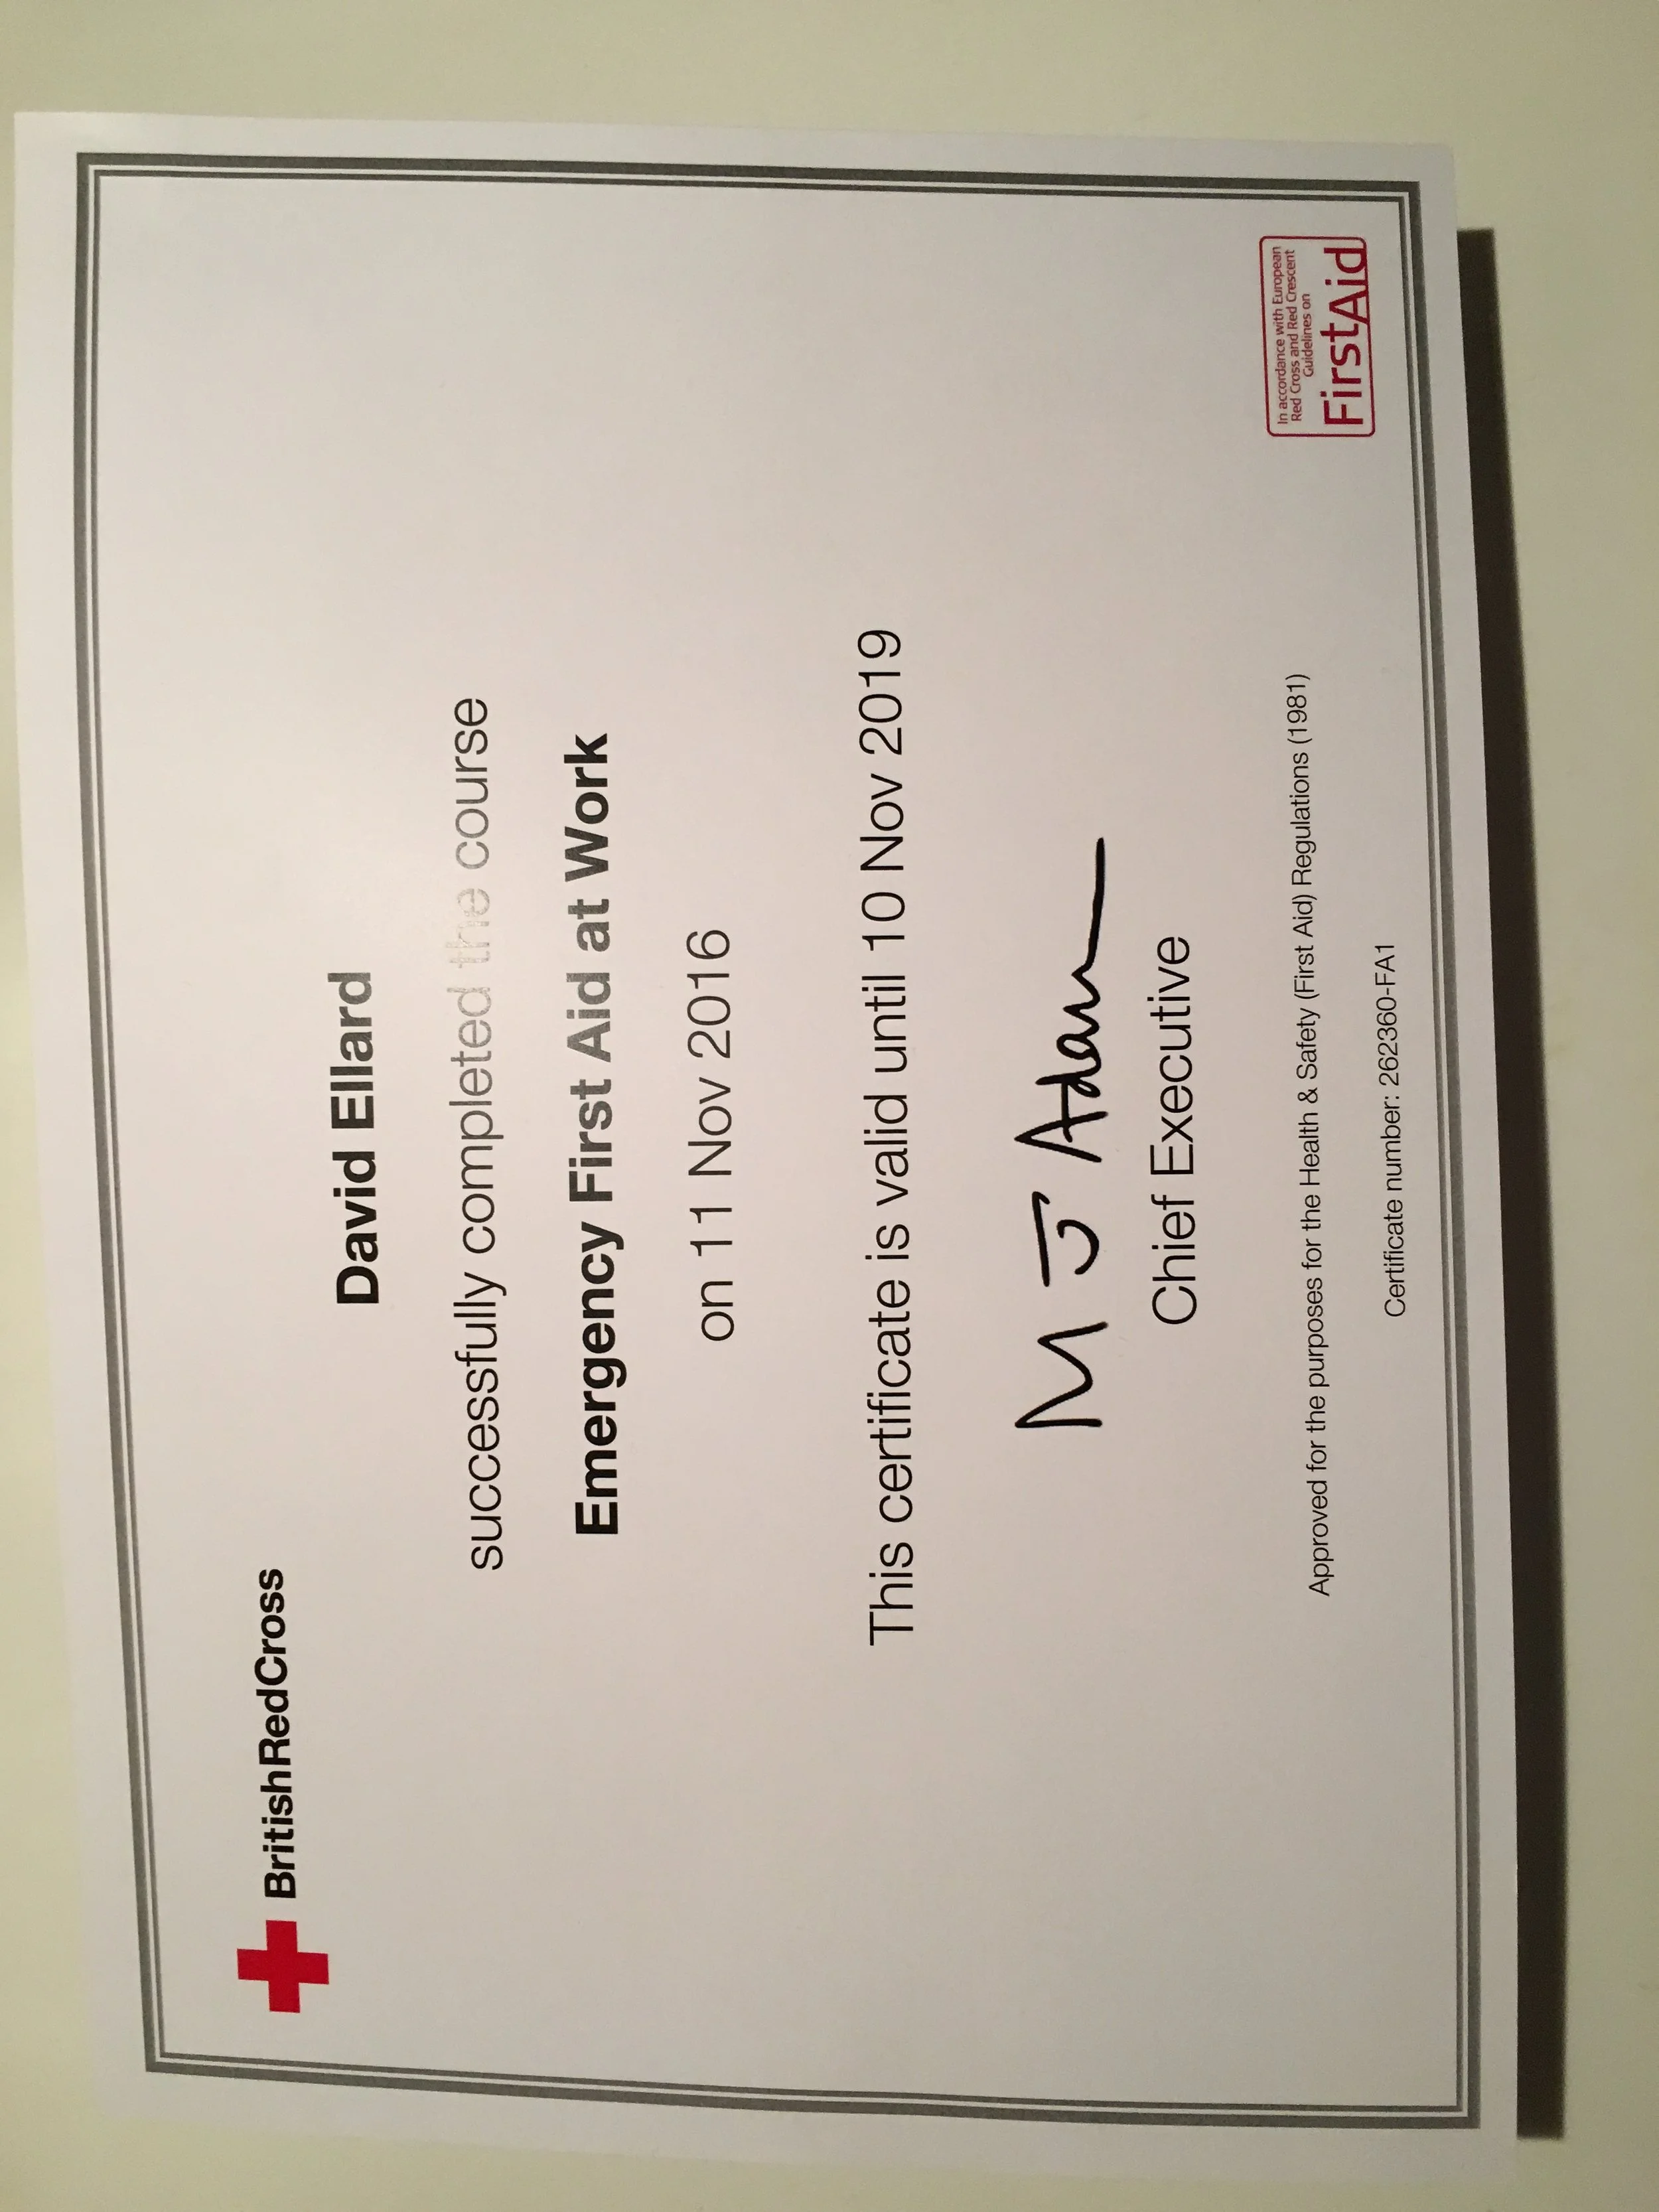 BritishRedCross
David Ellard
successfully completed the course
Emergency First Aid at Work
on 11 Nov 2016
This certificate is valid until 10 Nov 2019
M J Adam
Chief Executive
Approved for the purposes for the Health & Safety (First Aid) Regulations (1981)
Certificate number: 262360-FA1
In accordance with European
Red Cross and Red Crescent
Guidelines on
FirstAid